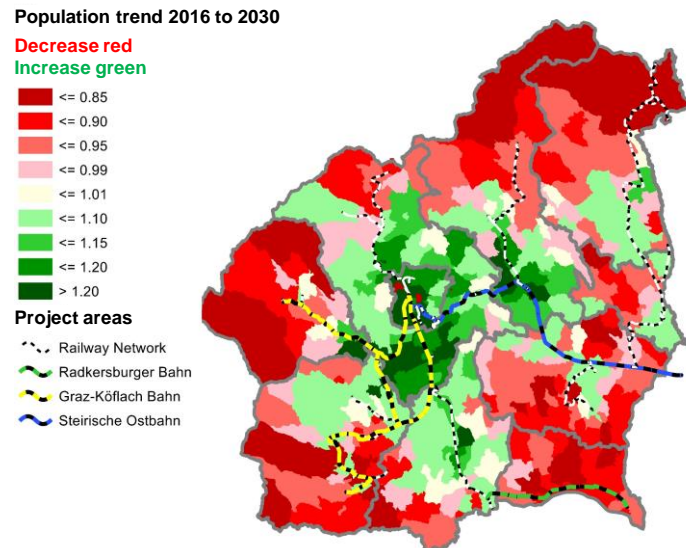 Population trend 2016 to 2030
Decrease red
Increase green
<= 0.85
<= 0.90
<= 0.95
<= 0.99
<= 1.01
<= 1.10
<= 1.15
<= 1.20
> 1.20
Project areas
Railway Network
Radkersburger Bahn
Graz-Köflach Bahn
Steirische Ostbahn